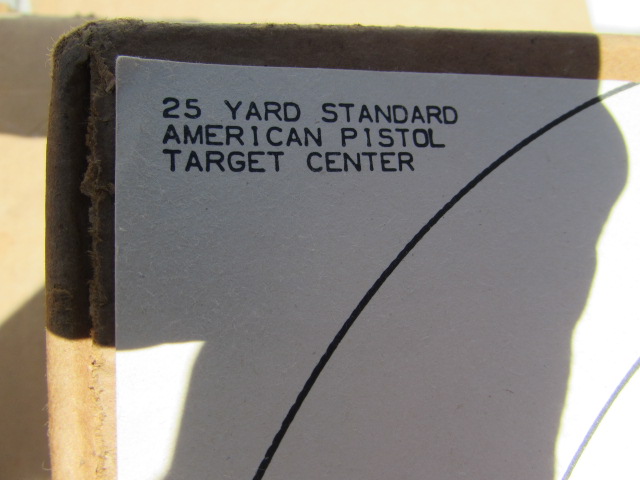 25 YARD STANDARD
AMERICAN PISTOL
TARGET CENTER